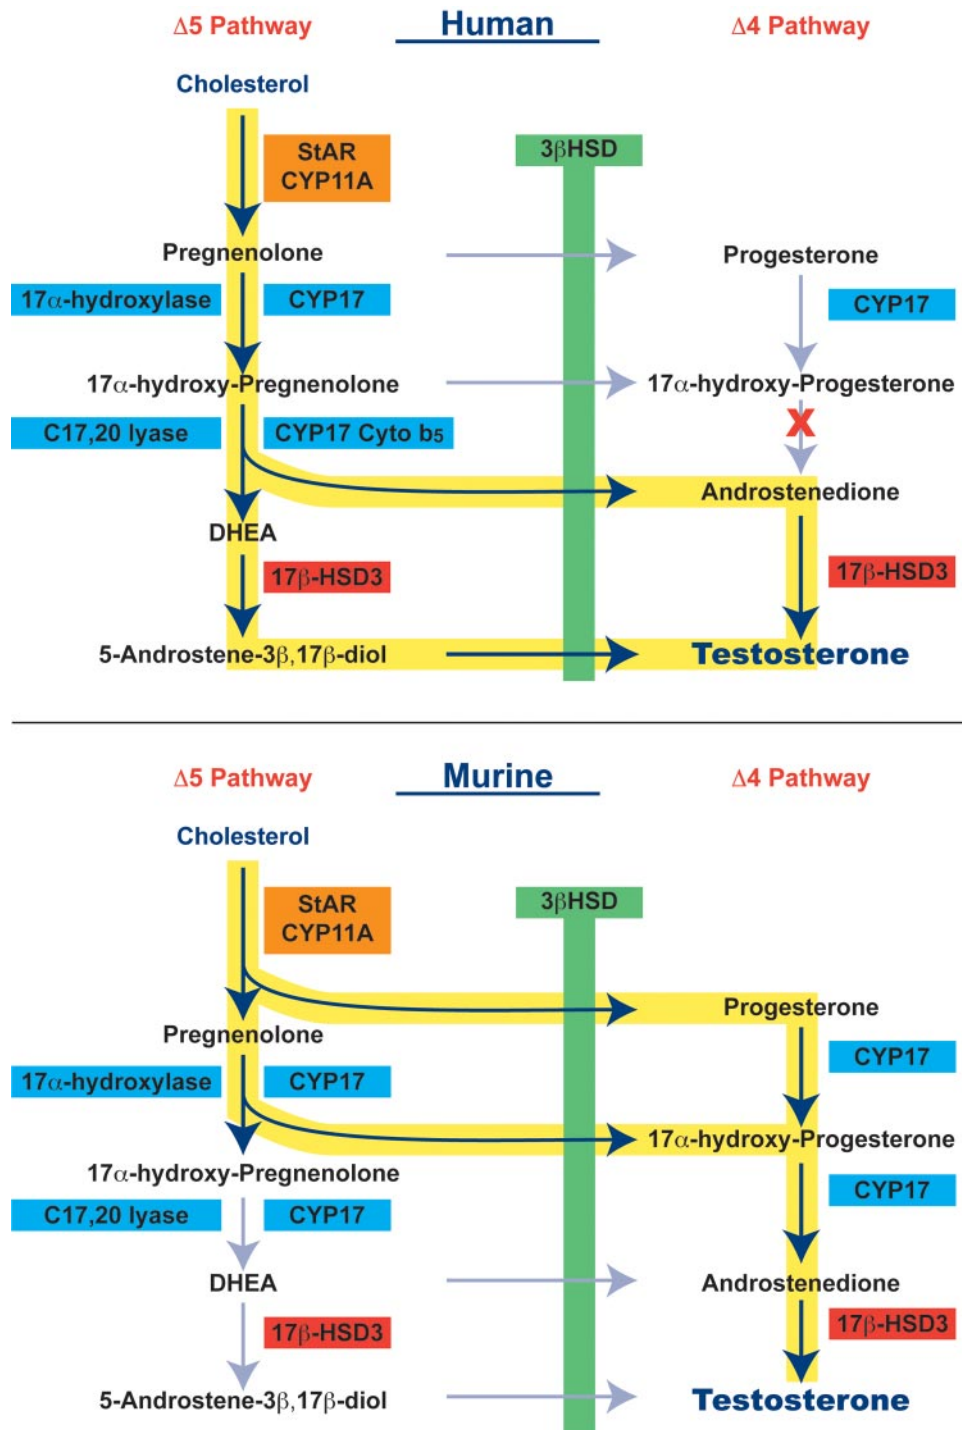 Δ5 Pathway
Human
Δ4 Pathway
Cholesterol
StAR
CYP11A
3βHSD
Pregnenolone
Progesterone
17α-hydroxylase
CYP17
CYP17
17α-hydroxy-Pregnenolone
17α-hydroxy-Progesterone
X
C17,20 lyase
CYP17 Cyto b5
Androstenedione
DHEA
17β-HSD3
17β-HSD3
5-Androstene-3β,17β-diol
Testosterone
Δ5 Pathway
Murine
Δ4 Pathway
Cholesterol
StAR
CYP11A
3βHSD
Progesterone
Pregnenolone
17α-hydroxylase
CYP17
CYP17
17α-hydroxy-Progesterone
17α-hydroxy-Pregnenolone
C17,20 lyase
CYP17
CYP17
DHEA
Androstenedione
17β-HSD3
17β-HSD3
5-Androstene-3β,17β-diol
Testosterone